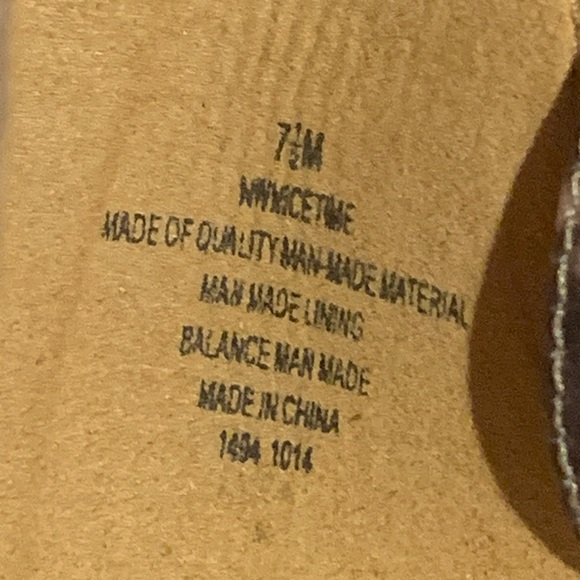 7½M
NWVICETIME
MADE OF QUALITY MAN-MADE MATERIAL
MAN MADE LINING
BALANCE MAN MADE
MADE IN CHINA
1494 1014